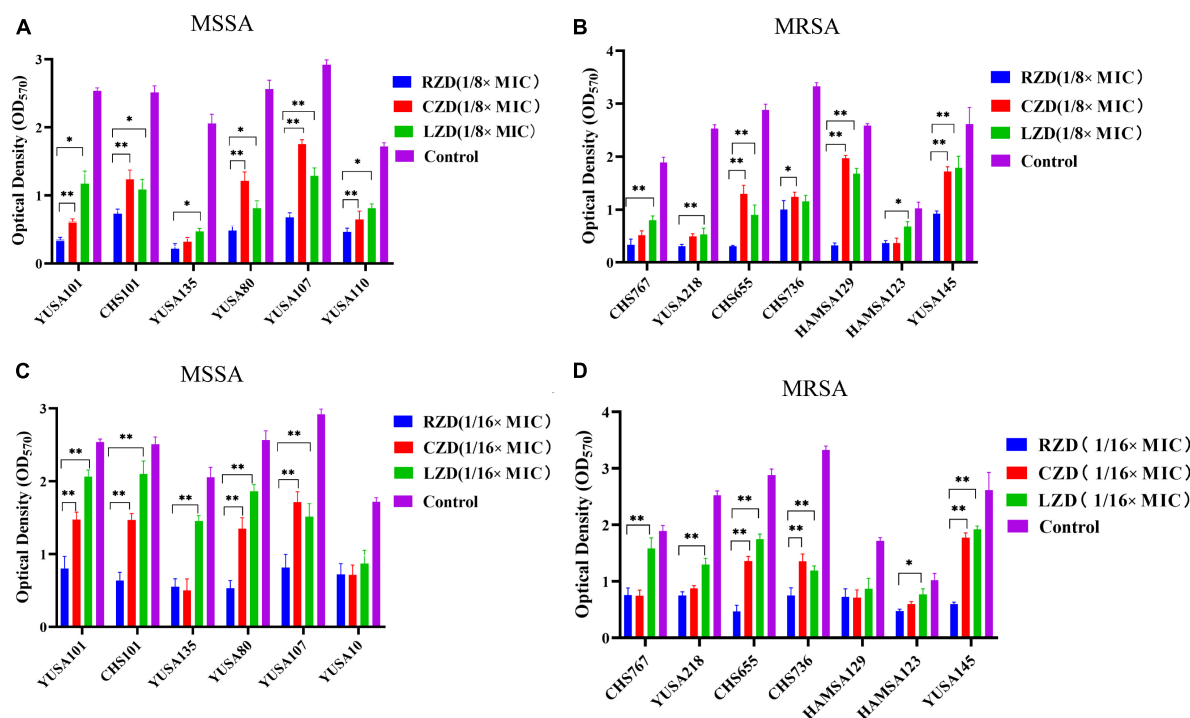 A
MSSA
Optical Density (OD570)
3
2
1
0
**
*
**
*
*
**
*
**
**
**
*
YUSA101
CHS101
YUSA135
YUSA80
YUSA107
YUSA110
RZD(1/8× MIC)
CZD(1/8× MIC)
LZD(1/8× MIC)
Control
B
MRSA
Optical Density (OD570)
4
3
2
1
0
**
**
**
**
*
**
**
*
**
**
CHS767
YUSA218
CHS655
CHS736
HAMSA129
HAMSA123
YUSA145
RZD(1/8× MIC)
CZD(1/8× MIC)
LZD(1/8× MIC)
Control
C
MSSA
Optical Density (OD570)
3
2
1
0
**
**
**
**
**
**
**
**
**
YUSA101
CHS101
YUSA135
YUSA80
YUSA107
YUSA10
RZD(1/16× MIC)
CZD(1/16× MIC)
LZD(1/16× MIC)
Control
D
MRSA
Optical Density (OD570)
4
3
2
1
0
**
**
**
**
**
**
*
**
**
CHS767
YUSA218
CHS655
CHS736
HAMSA129
HAMSA123
YUSA145
RZD( 1/16× MIC)
CZD( 1/16× MIC)
LZD( 1/16× MIC)
Control